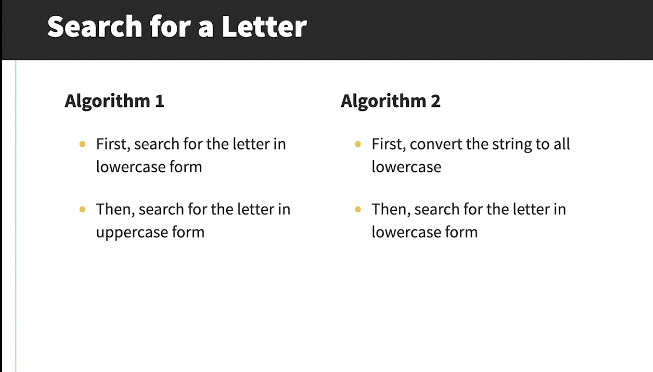 Search for a Letter
Algorithm 1
• First, search for the letter in
lowercase form
• Then, search for the letter in
uppercase form
Algorithm 2
• First, convert the string to all
lowercase
• Then, search for the letter in
lowercase form